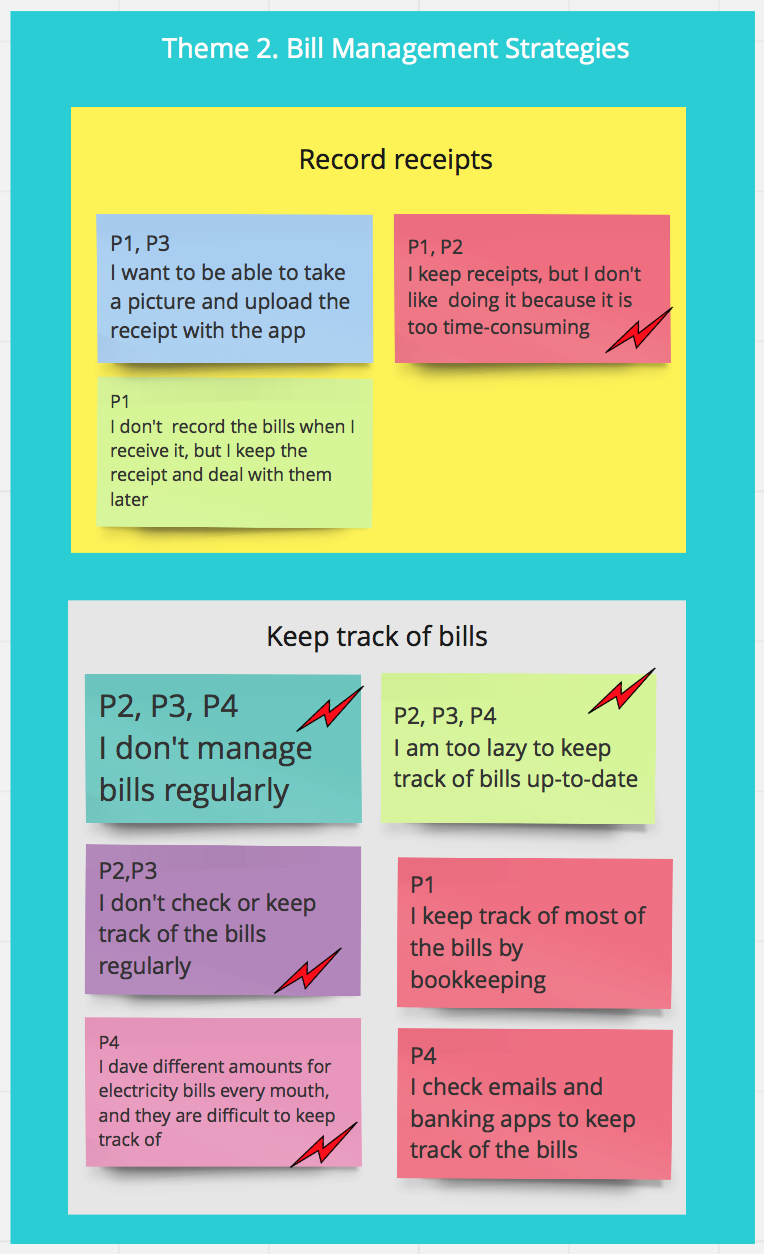 Theme 2. Bill Management Strategies
Record receipts
P1, P3
I want to be able to take
a picture and upload the
receipt with the app
P1, P2
I keep receipts, but I don't
like  doing it because it is
too time-consuming
P1
I don't  record the bills when I
receive it, but I keep the
receipt and deal with them
later
Keep track of bills
P2, P3, P4
I don't manage
bills regularly
P2, P3, P4
I am too lazy to keep
track of bills up-to-date
P2,P3
I don't check or keep
track of the bills
regularly
P1
I keep track of most of
the bills by
bookkeeping
P4
I dave different amounts for
electricity bills every mouth,
and they are difficult to keep
track of
P4
I check emails and
banking apps to keep
track of the bills